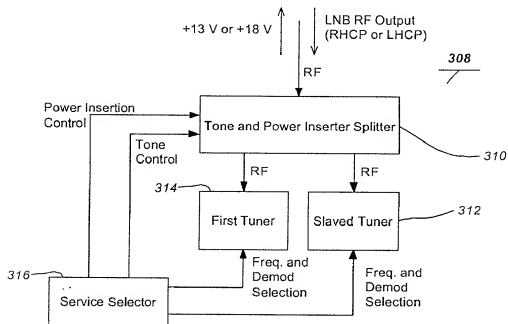 +13 V or +18 V
LNB RF Output
(RHCP or LHCP)
308
RF
Power Insertion
Control
Tone and Power Inserter Splitter
Tone
Control
310
RF
RF
314
First Tuner
Slaved Tuner
312
Freq. and
Demod
Selection
Freq. and
Demod
Selection
316
Service Selector